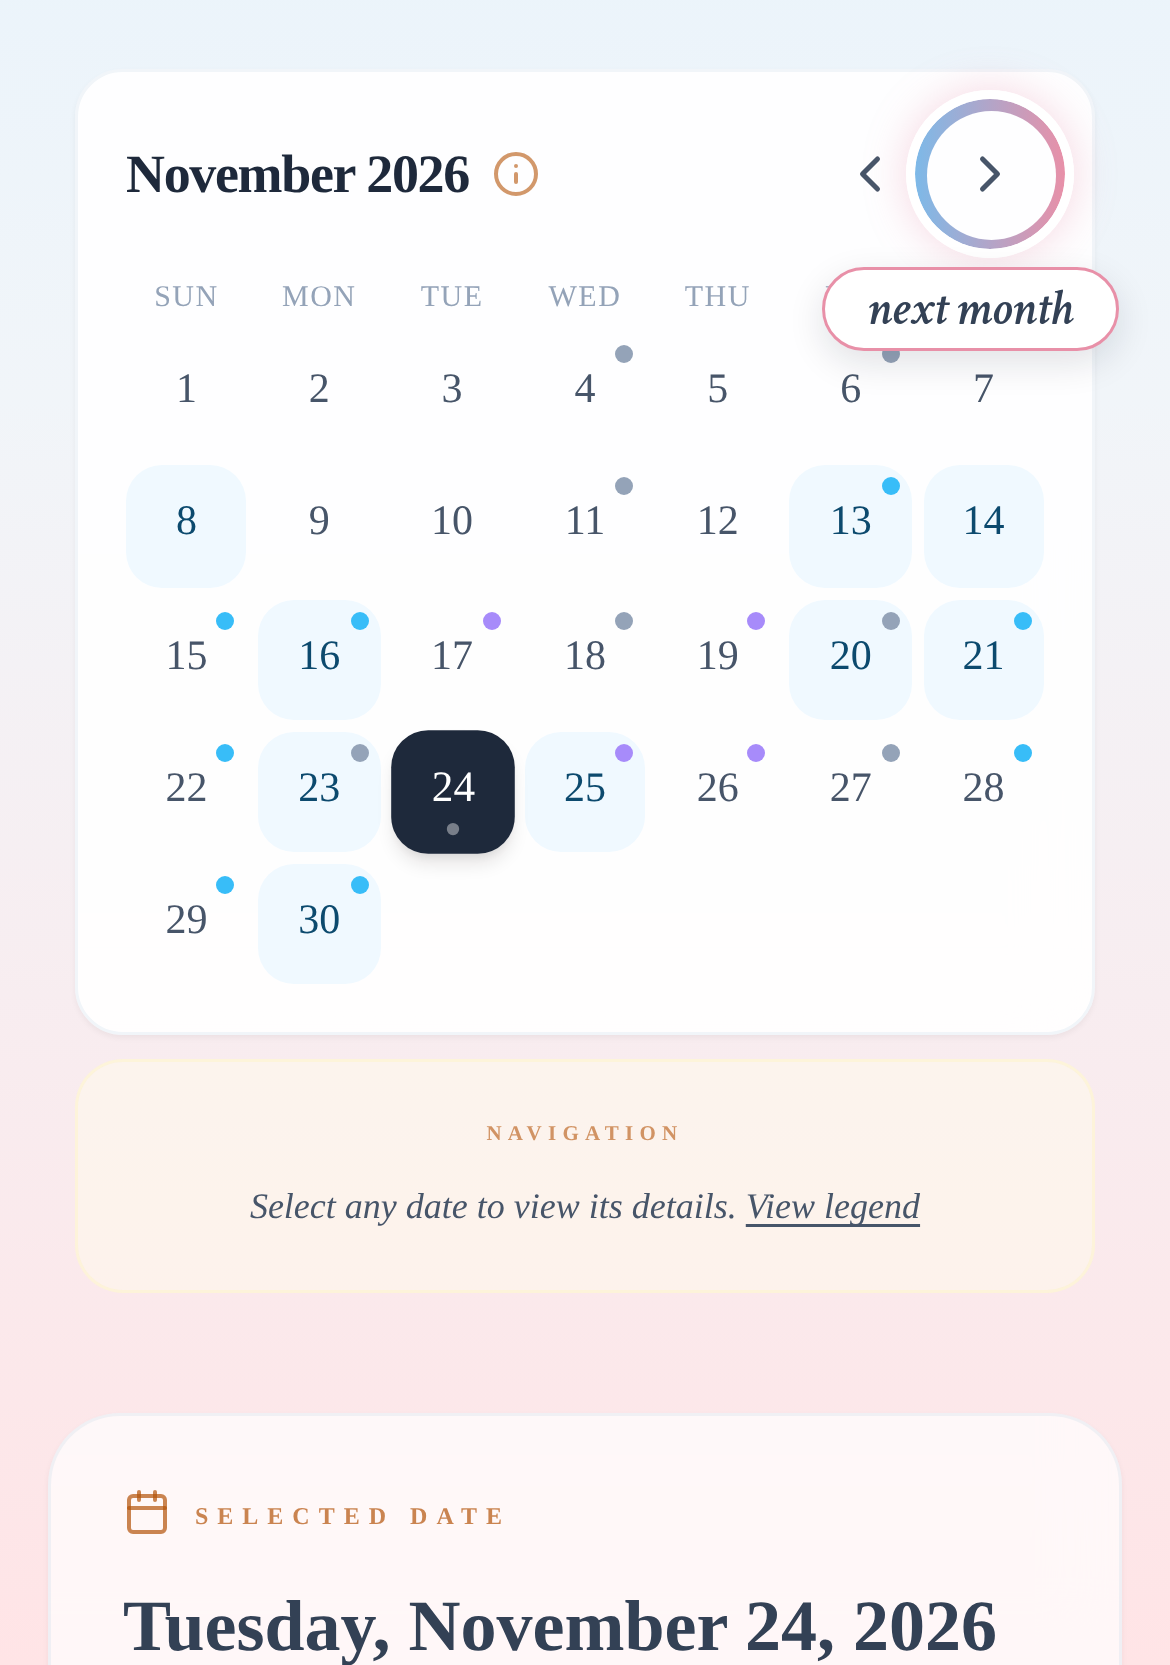 November 2026
next month
SUN MON TUE WED THU
1 2 3 4 5 6 7
8 9 10 11 12 13 14
15 16 17 18 19 20 21
22 23 24 25 26 27 28
29 30
NAVIGATION
Select any date to view its details. View legend
SELECTED DATE
Tuesday, November 24, 2026